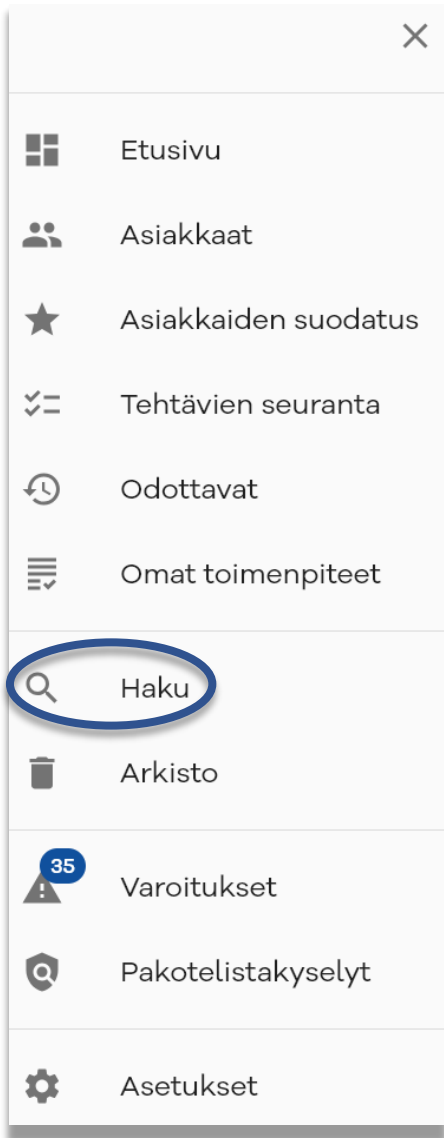 Etusivu
Asiakkaat
Asiakkaiden suodatus
Tehtävien seuranta
Odottavat
Omat toimenpiteet
Haku
Arkisto
35
Varoitukset
Pakotelistakyselyt
Asetukset